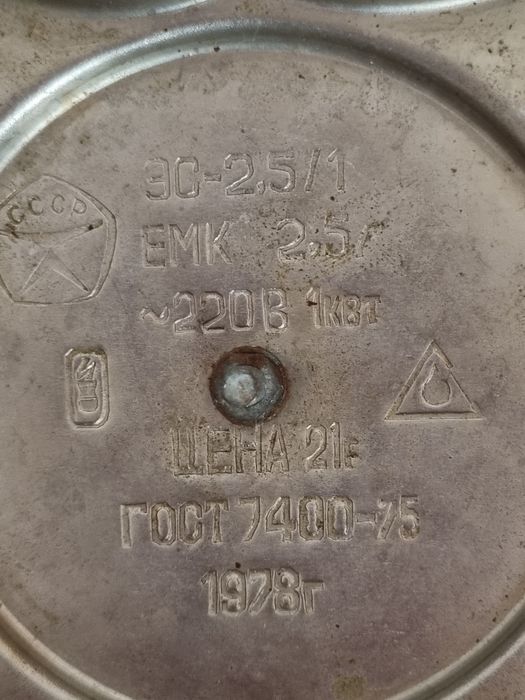 СССР
ЭС-2,5/1
ЕМК 2,5л
~220В 1квт
ЦЕНА 21р
ГОСТ 7400-75
1978г